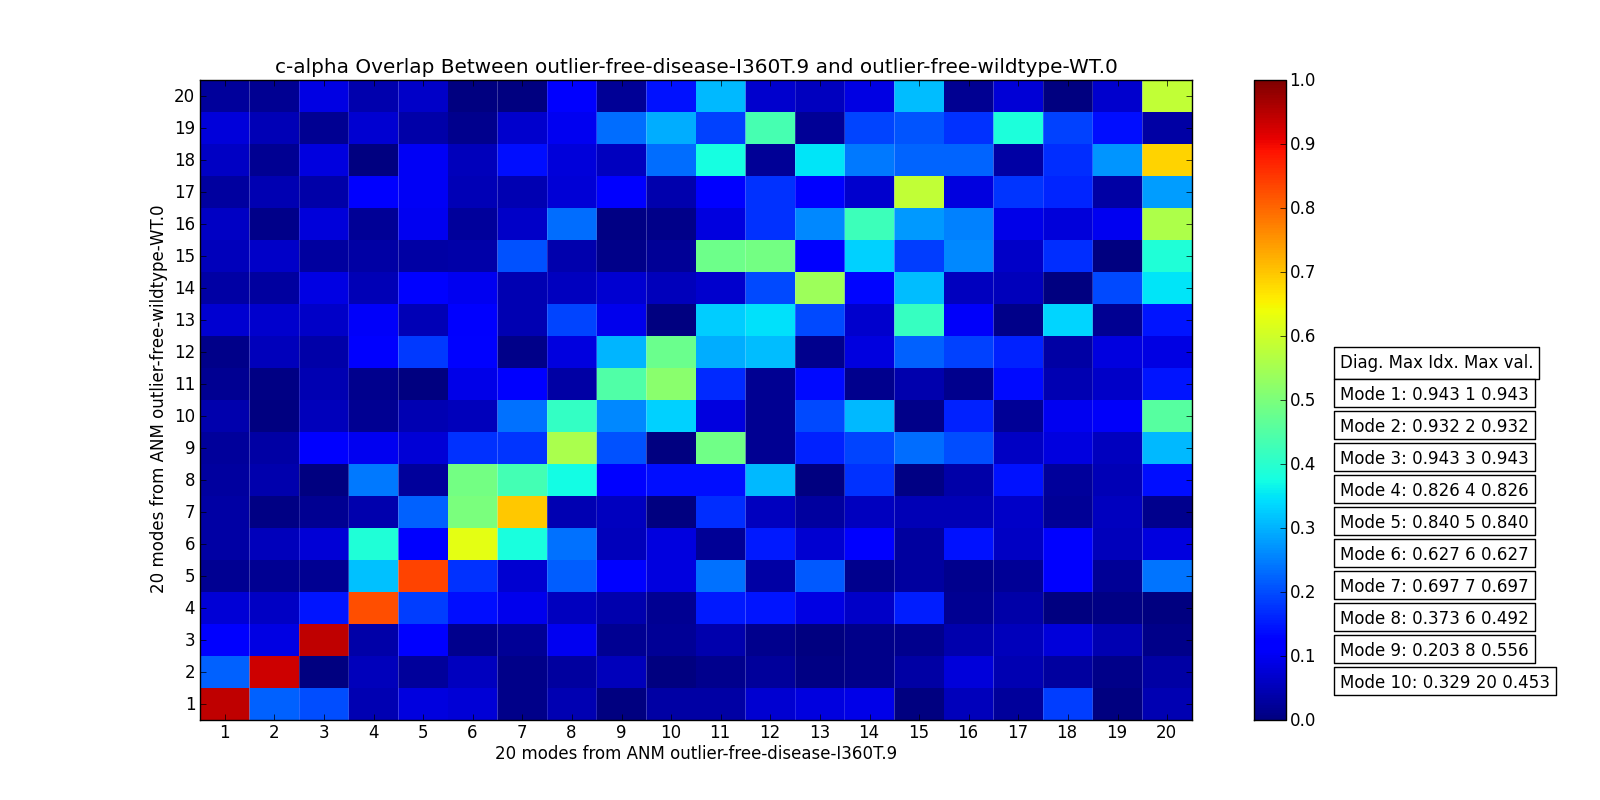 c-alpha Overlap Between outlier-free-disease-I360T.9 and outlier-free-wildtype-WT.0
20 modes from ANM outlier-free-wildtype-WT.0
20
19
18
17
16
15
14
13
12
11
10
9
8
7
6
5
4
3
2
1
1 2 3 4 5 6 7 8 9 10 11 12 13 14 15 16 17 18 19 20
20 modes from ANM outlier-free-disease-I360T.9
1.0
0.9
0.8
0.7
0.6
0.5
0.4
0.3
0.2
0.1
0.0
Diag. Max Idx. Max val.
Mode 1: 0.943 1 0.943
Mode 2: 0.932 2 0.932
Mode 3: 0.943 3 0.943
Mode 4: 0.826 4 0.826
Mode 5: 0.840 5 0.840
Mode 6: 0.627 6 0.627
Mode 7: 0.697 7 0.697
Mode 8: 0.373 6 0.492
Mode 9: 0.203 8 0.556
Mode 10: 0.329 20 0.453